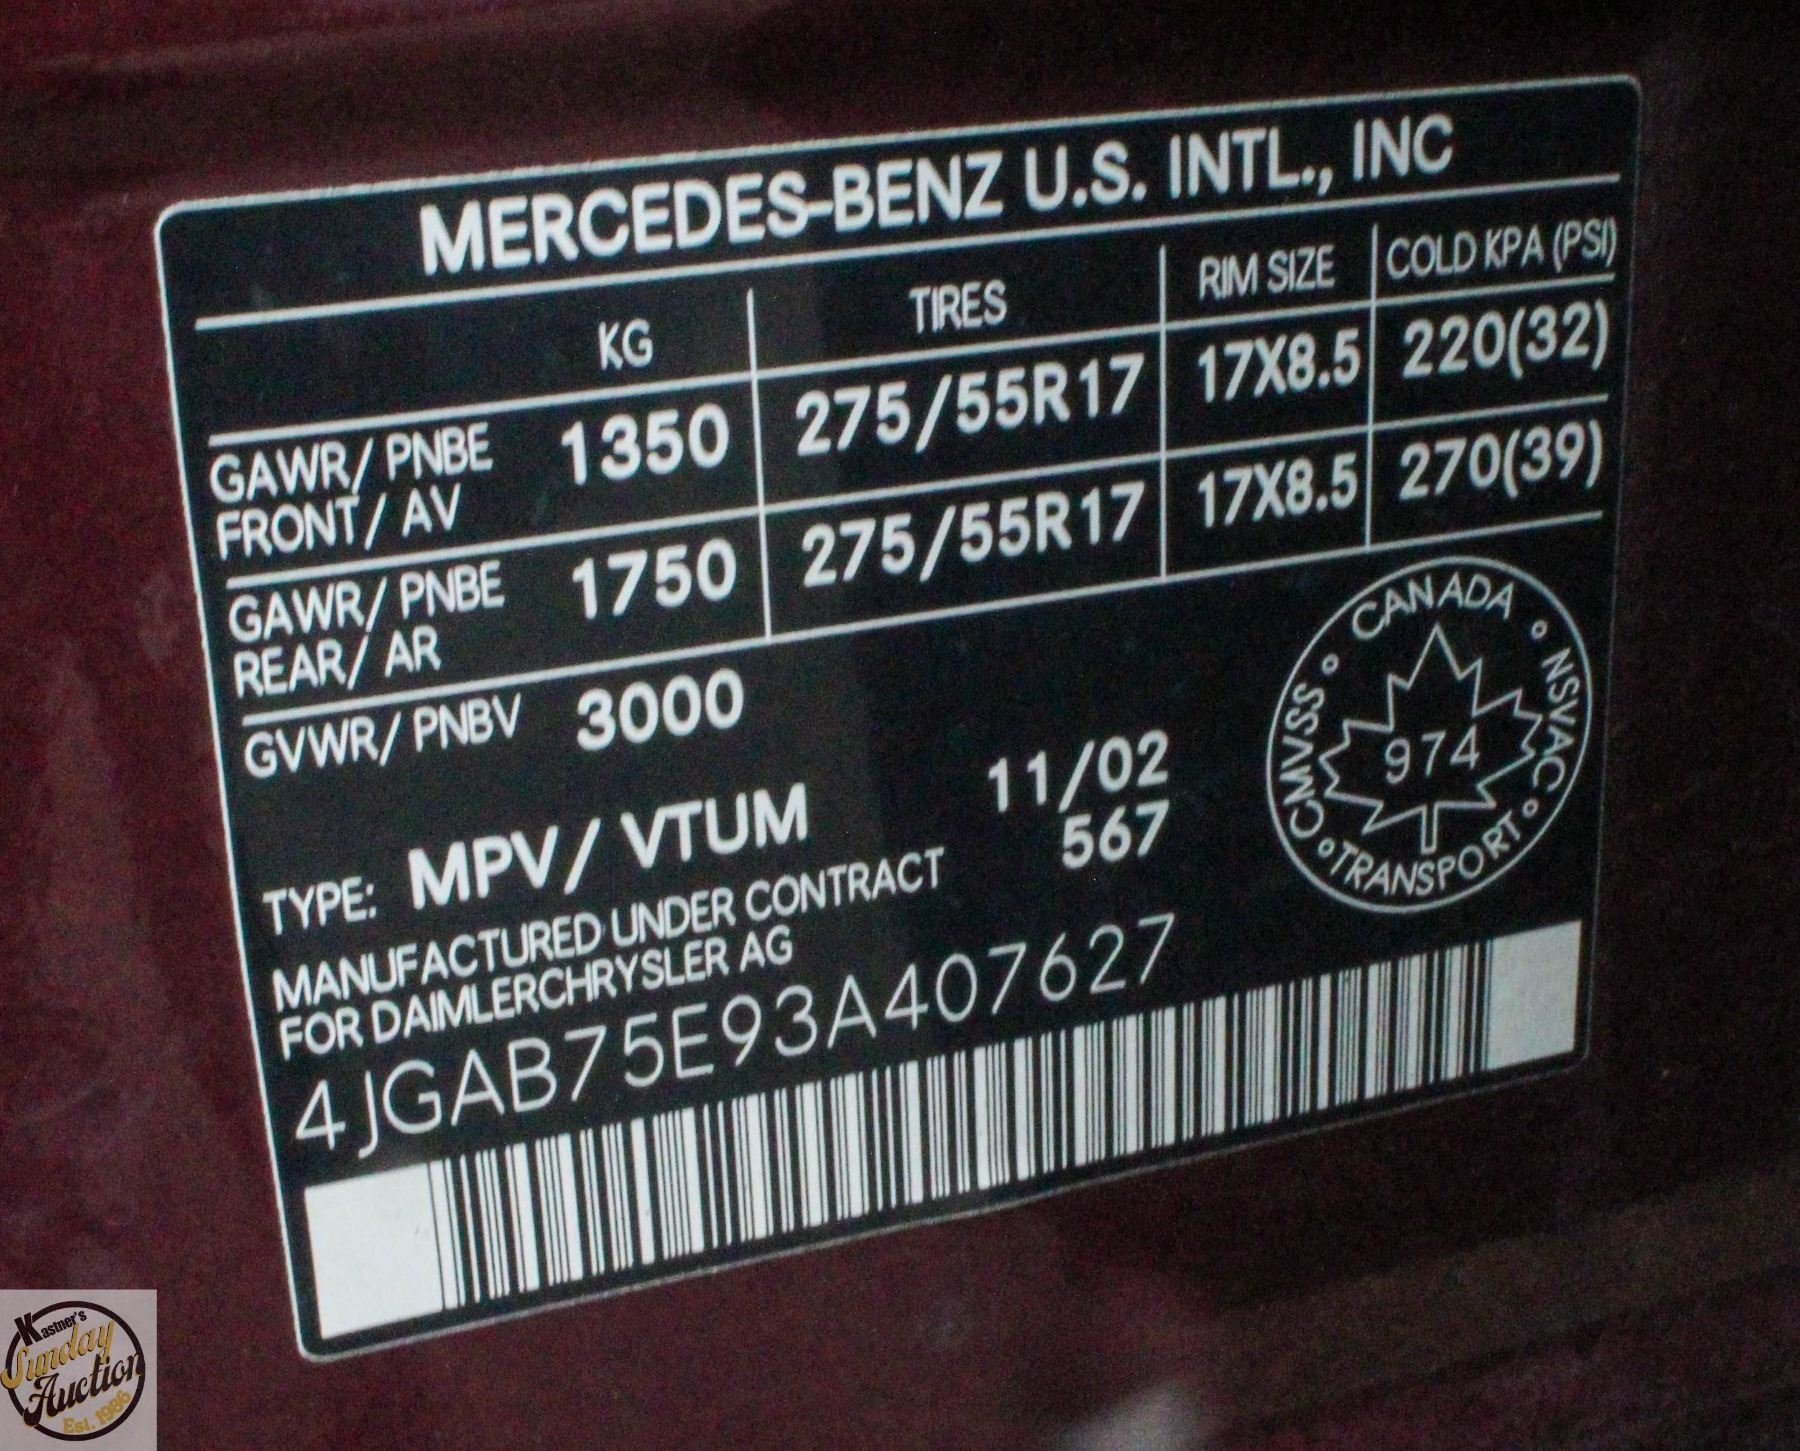 MERCEDES-BENZ U.S. INTL., INC
KG TIRES RIM SIZE COLD KPA (PSI)
GAWR/ PNBE 1350 275/55R17 17X8.5 220(32)
FRONT/ AV
GAWR/ PNBE 1750 275/55R17 17X8.5 270(39)
REAR/ AR
GVWR/ PNBV 3000
TYPE: MPV/ VTUM 11/02
567
MANUFACTURED UNDER CONTRACT
FOR DAIMLERCHRYSLER AG
4JGAB75E93A407627
CANADA
NSVAC
TRANSPORT
CMVSS
974
Kastner's
Sunday
Auction
Est. 1986